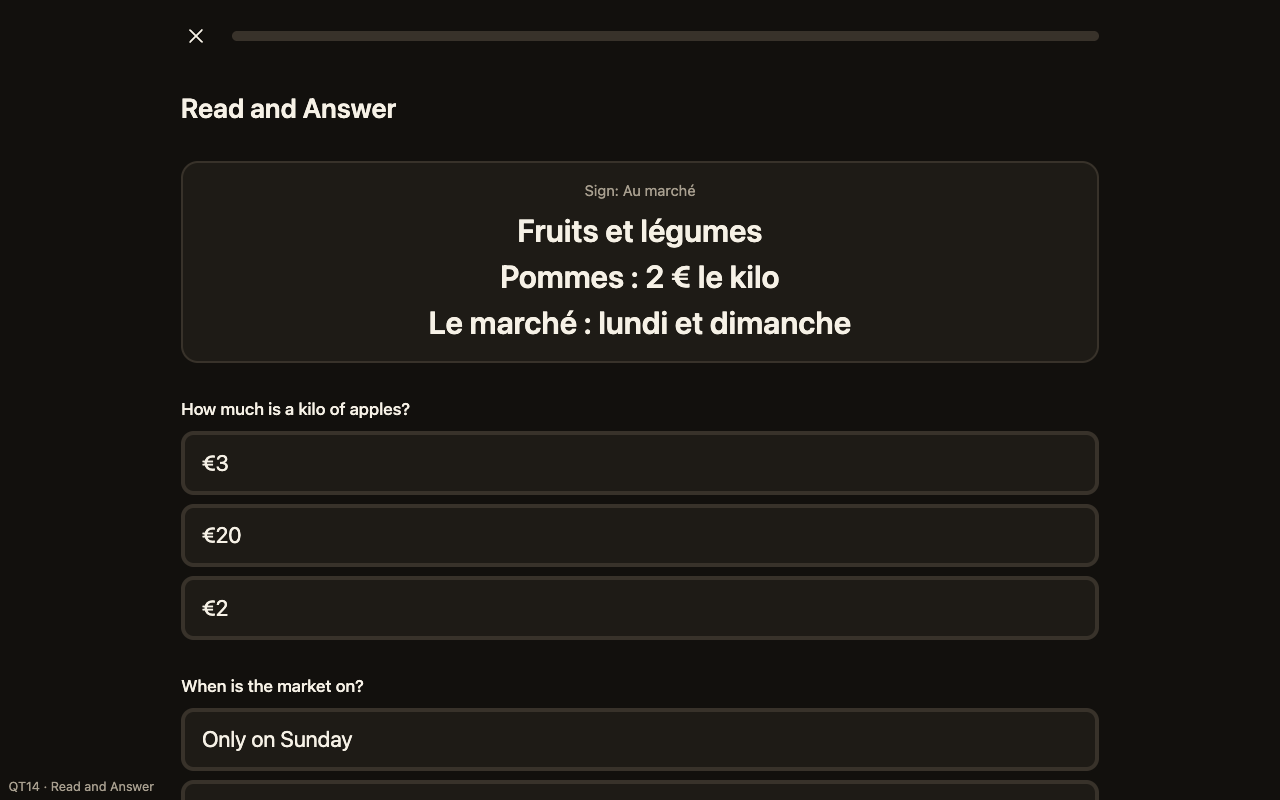 Read and Answer
Sign: Au marché
Fruits et légumes
Pommes : 2 € le kilo
Le marché : lundi et dimanche
How much is a kilo of apples?
€3
€20
€2
When is the market on?
Only on Sunday
QT14 · Read and Answer